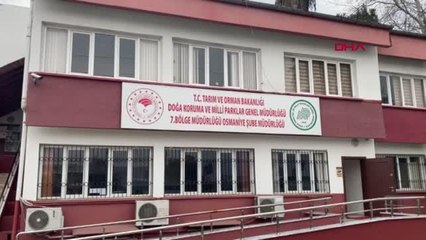 DHA
T.C. TARIM VE ORMAN BAKANLIĞI
DOĞA KORUMA VE MİLLİ PARKLAR GENEL MÜDÜRLÜĞÜ
7.BÖLGE MÜDÜRLÜĞÜ OSMANİYE ŞUBE MÜDÜRLÜĞÜ